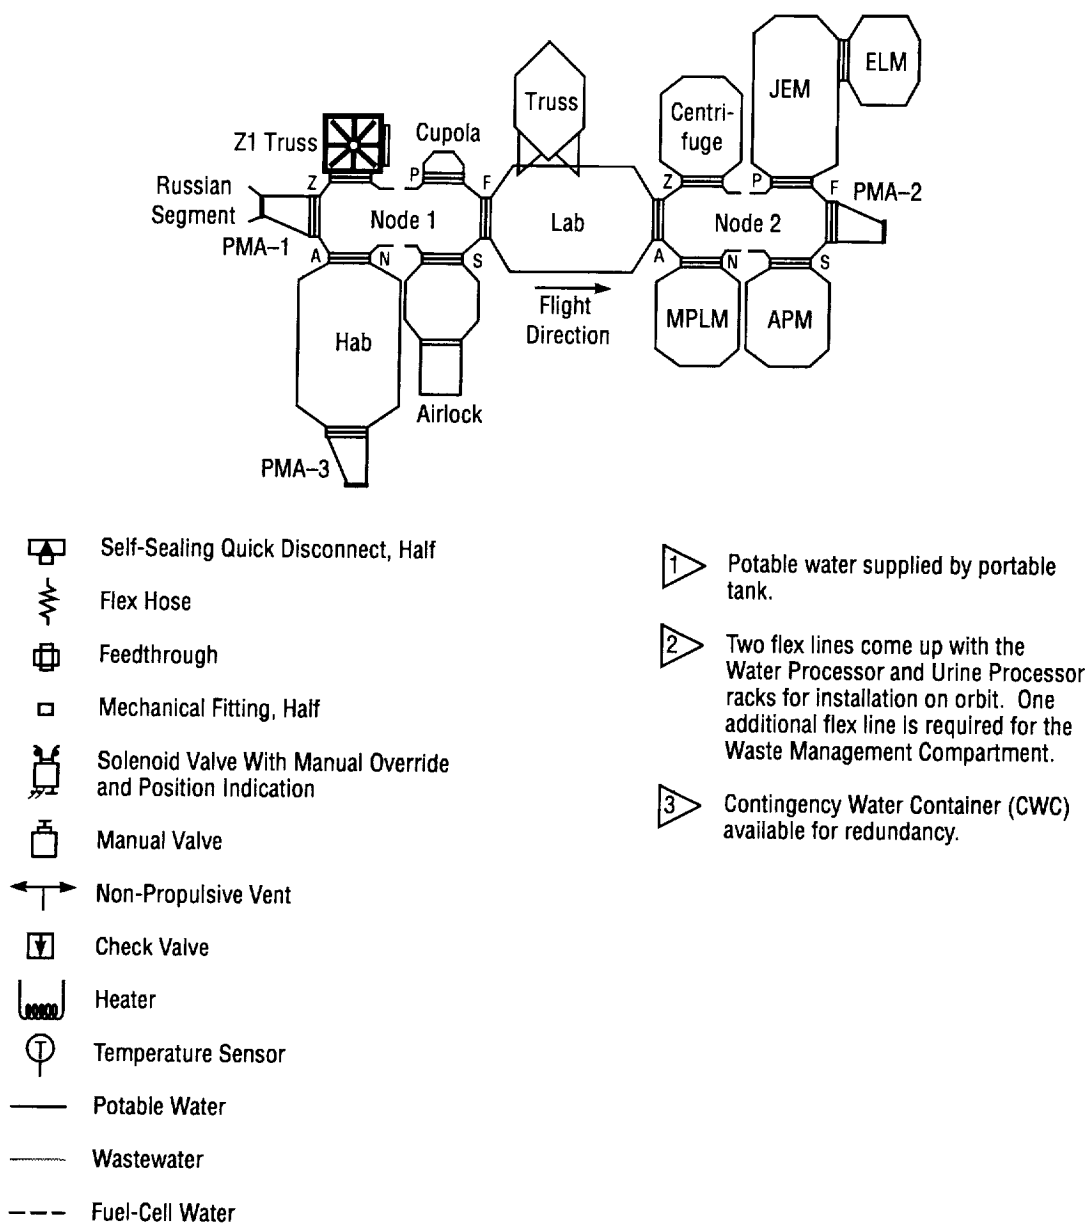 ELM
JEM
Truss
Centri-
fuge
Cupola
Z1 Truss
Z
P
F
Z
P
F
PMA-2
Russian
Segment
Node 1
Lab
Node 2
PMA–1
A
N
S
A
N
S
Flight
Direction
MPLM
APM
Hab
Airlock
PMA–3
Self-Sealing Quick Disconnect, Half
Flex Hose
Feedthrough
Mechanical Fitting, Half
Solenoid Valve With Manual Override
and Position Indication
Manual Valve
Non-Propulsive Vent
Check Valve
Heater
T
Temperature Sensor
Potable Water
Wastewater
Fuel-Cell Water
1
Potable water supplied by portable
tank.
2
Two flex lines come up with the
Water Processor and Urine Processor
racks for installation on orbit. One
additional flex line is required for the
Waste Management Compartment.
3
Contingency Water Container (CWC)
available for redundancy.